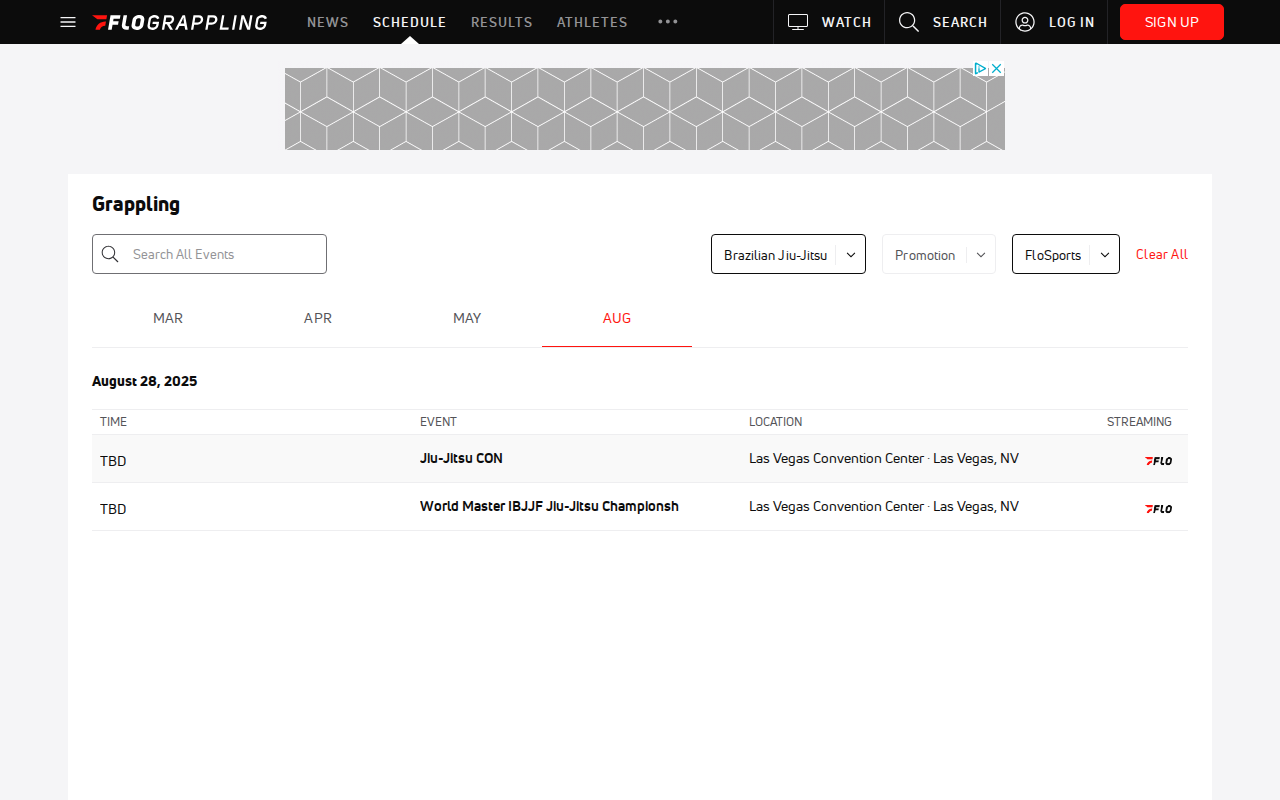 FLOGRAPPLING
NEWS
SCHEDULE
RESULTS
ATHLETES
WATCH
SEARCH
LOG IN
SIGN UP
Grappling
Search All Events
Brazilian Jiu-Jitsu
Promotion
FloSports
Clear All
MAR
APR
MAY
AUG
August 28, 2025
TIME
EVENT
LOCATION
STREAMING
TBD
Jiu-Jitsu CON
Las Vegas Convention Center · Las Vegas, NV
FLO
TBD
World Master IBJJF Jiu-Jitsu Championsh
Las Vegas Convention Center · Las Vegas, NV
FLO